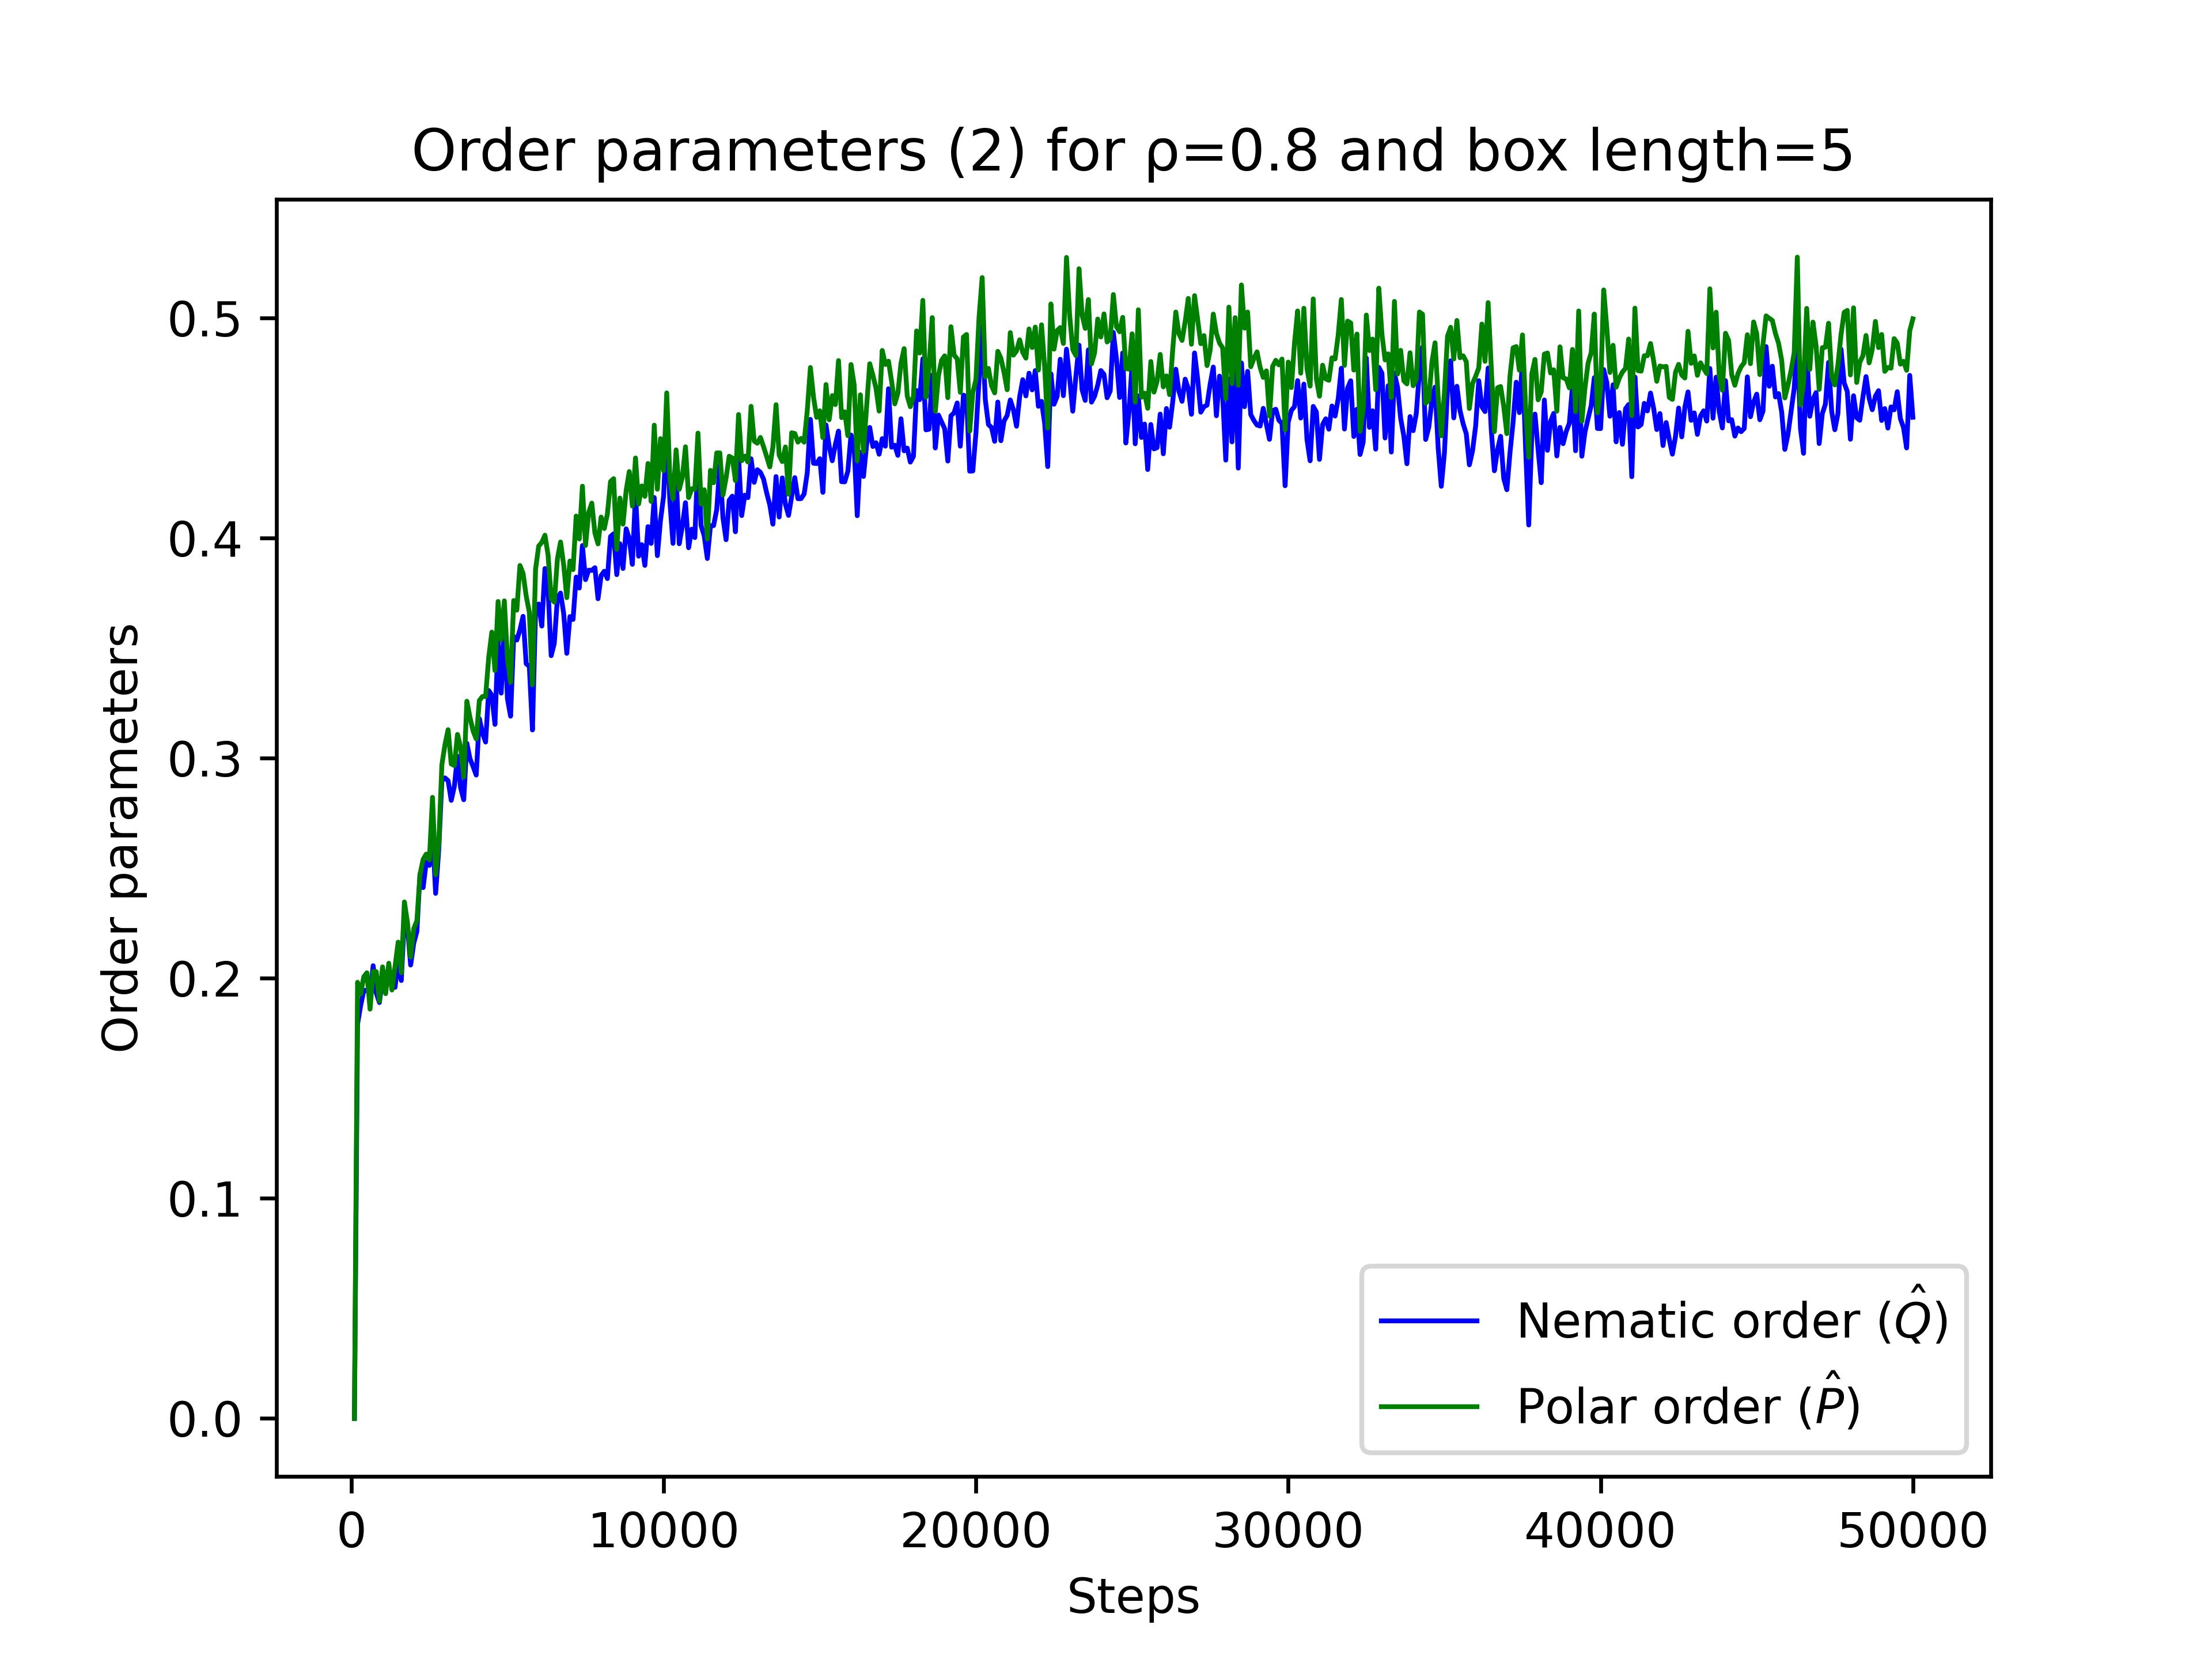 Order parameters (2) for ρ=0.8 and box length=5
Order parameters
0.5
0.4
0.3
0.2
0.1
0.0
Nematic order (Q̂)
Polar order (P̂)
0 10000 20000 30000 40000 50000
Steps